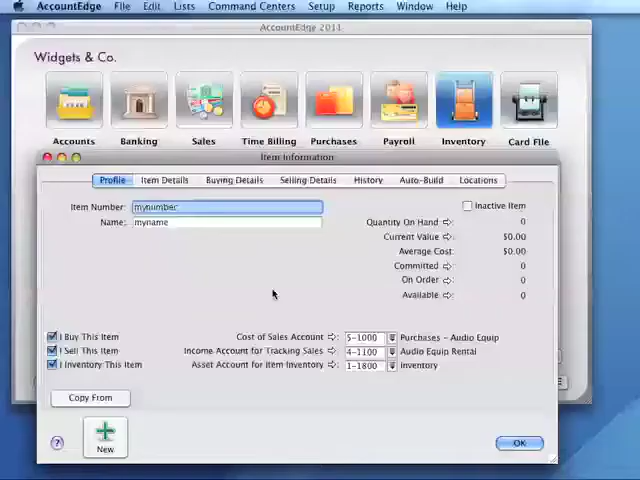 AccountEdge File Edit Lists Command Centers Setup Reports Window Help
AccountEdge 2011
Widgets & Co.
Accounts Banking Sales Time Billing Purchases Payroll Inventory Card File
Item Information
Profile Item Details Buying Details Selling Details History Auto-Build Locations
Item Number: mynumber
Inactive Item
Name: myname
Quantity On Hand : 0
Current Value : $0.00
Average Cost: $0.00
Committed : 0
On Order : 0
Available : 0
I Buy This Item
Cost of Sales Account : 5-1000 Purchases - Audio Equip
I Sell This Item
Income Account for Tracking Sales : 4-1100 Audio Equip Rental
I Inventory This Item
Asset Account for Item Inventory : 1-1800 Inventory
Copy From
? New OK